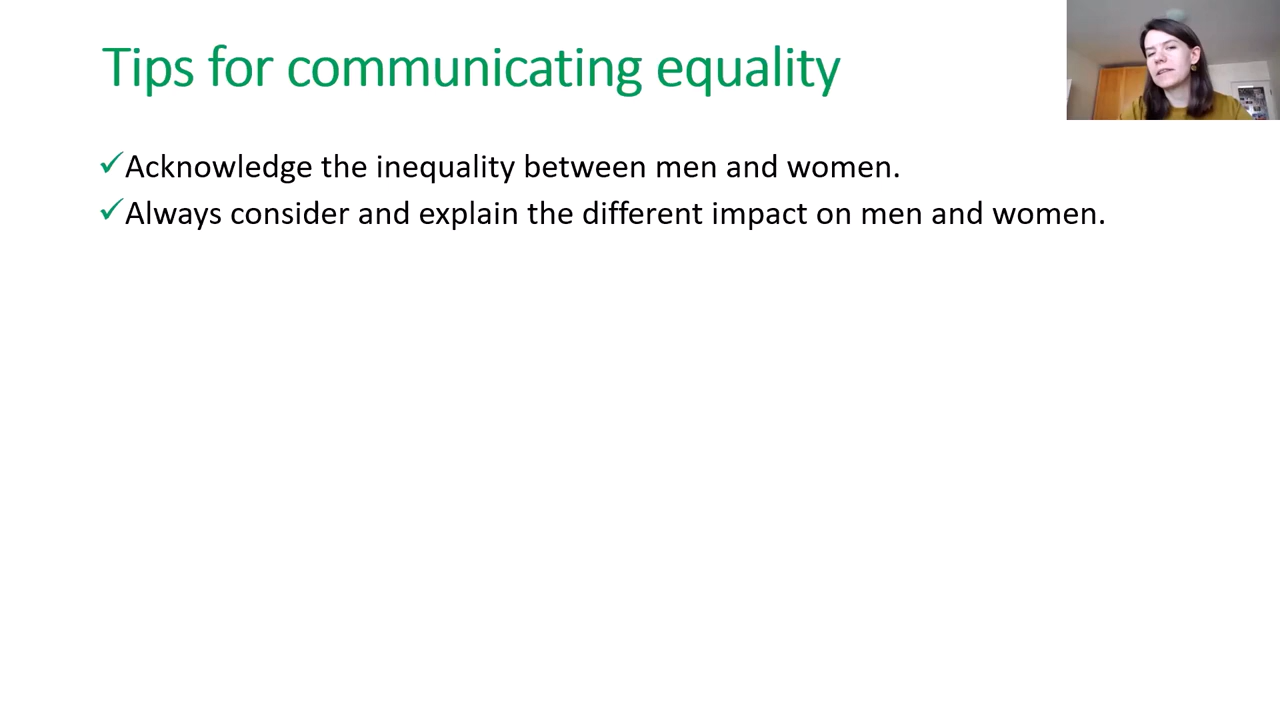 Tips for communicating equality
✓Acknowledge the inequality between men and women.
✓Always consider and explain the different impact on men and women.